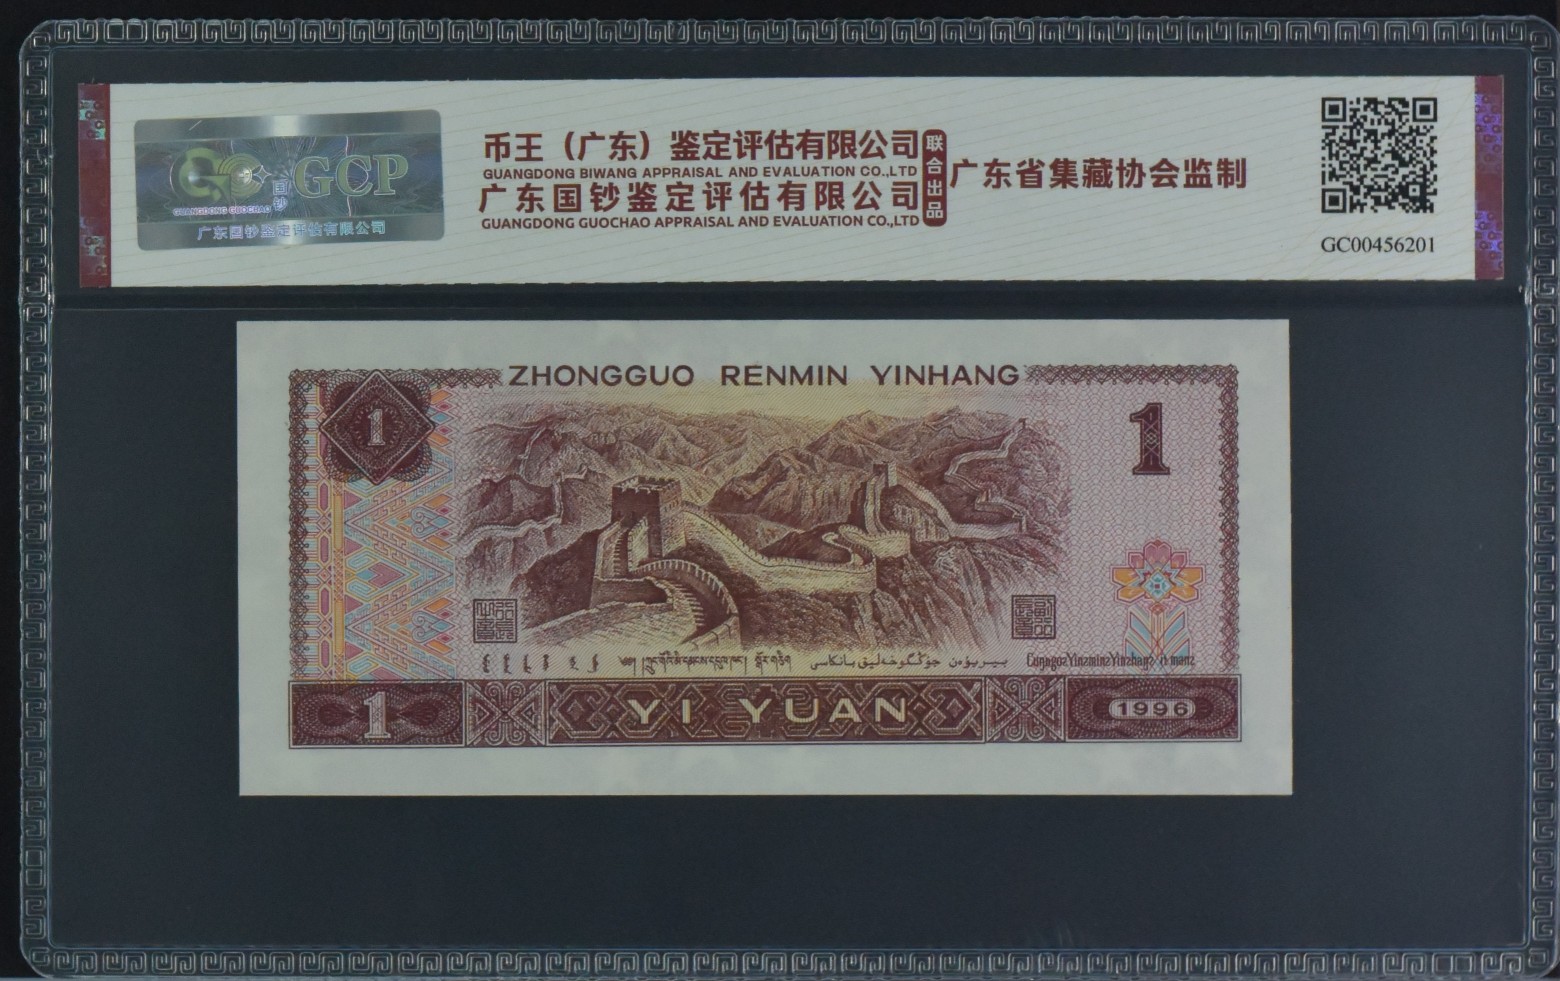 GCP
国钞
GUANGDONG GUOCHAO
广东国钞鉴定评估有限公司
币王（广东）鉴定评估有限公司
GUANGDONG BIWANG APPRAISAL AND EVALUATION CO.,LTD
广东国钞鉴定评估有限公司
GUANGDONG GUOCHAO APPRAISAL AND EVALUATION CO.,LTD
联合出品
广东省集藏协会监制
GC00456201
ZHONGGUO RENMIN YINHANG
1
1
1
YI YUAN
1996